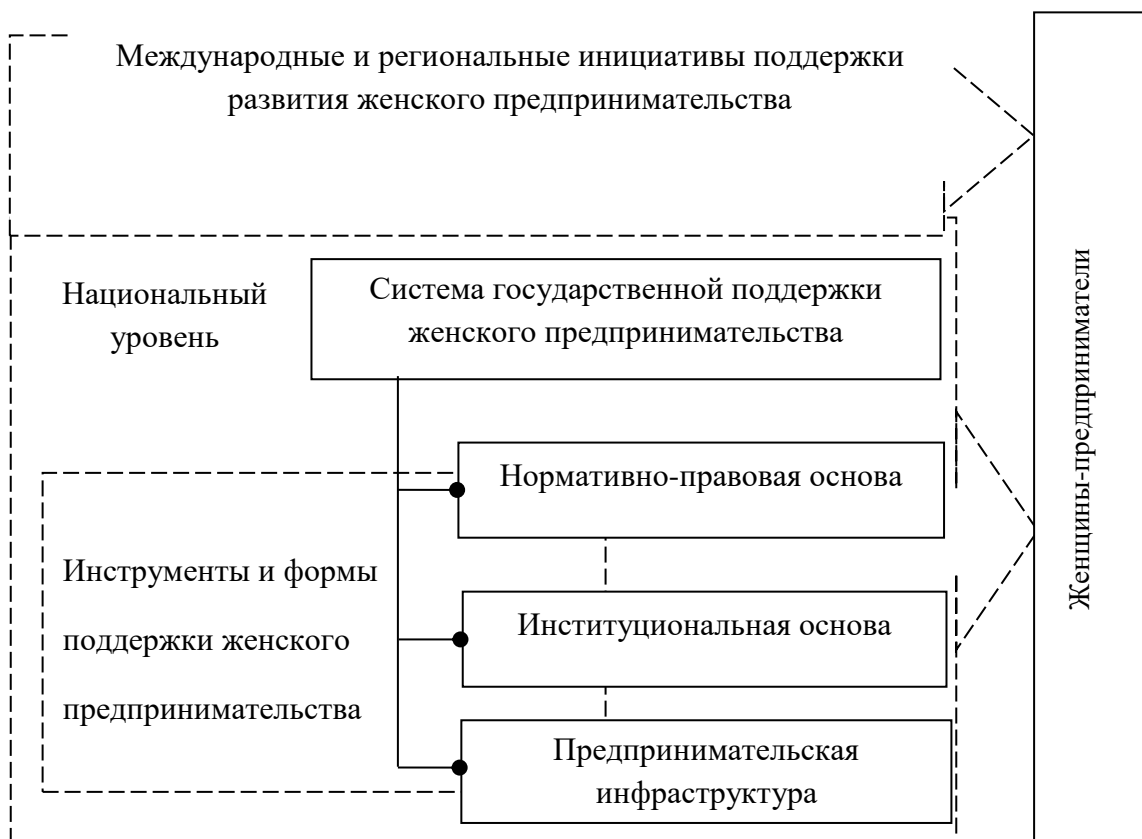 Международные и региональные инициативы поддержки
развития женского предпринимательства
Национальный
уровень
Система государственной поддержки
женского предпринимательства
Нормативно-правовая основа
Инструменты и формы
поддержки женского
предпринимательства
Институциональная основа
Предпринимательская
инфраструктура
Женщины-предприниматели